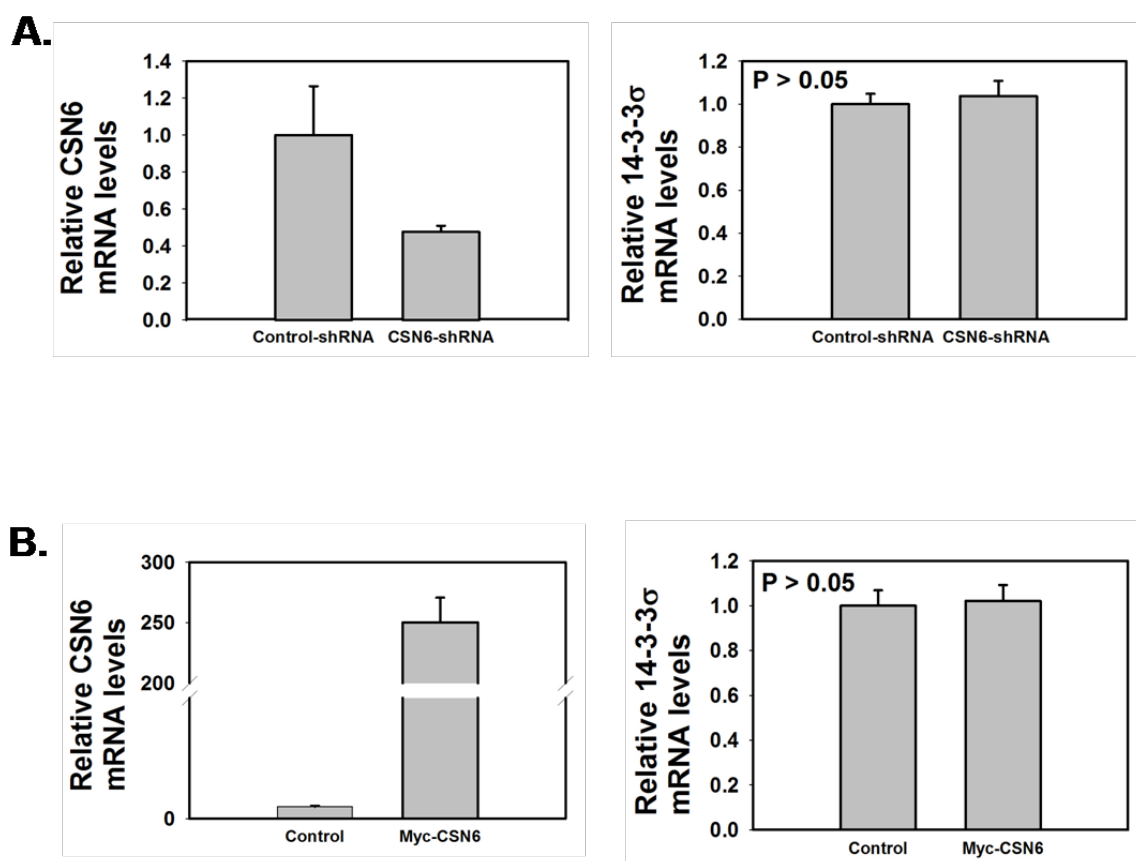 A.
Relative CSN6
mRNA levels
1.4
1.2
1.0
0.8
0.6
0.4
0.2
0.0
Control-shRNA CSN6-shRNA
Relative 14-3-3σ
mRNA levels
P > 0.05
1.2
1.0
0.8
0.6
0.4
0.2
0.0
Control-shRNA CSN6-shRNA
B.
Relative CSN6
mRNA levels
300
250
200
0
Control Myc-CSN6
Relative 14-3-3σ
mRNA levels
P > 0.05
1.2
1.0
0.8
0.6
0.4
0.2
0.0
Control Myc-CSN6